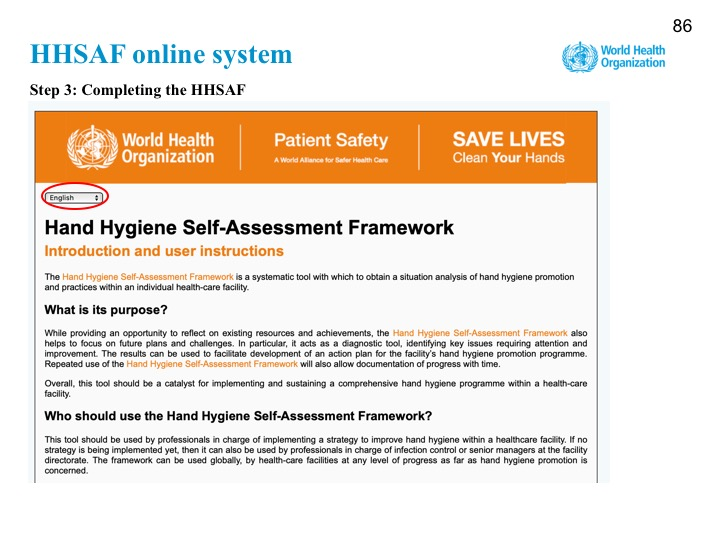 86
HHSAF online system
World Health
Organization
Step 3: Completing the HHSAF
World Health
Organization
Patient Safety
A World Alliance for Safer Health Care
SAVE LIVES
Clean Your Hands
English
Hand Hygiene Self-Assessment Framework
Introduction and user instructions
The Hand Hygiene Self-Assessment Framework is a systematic tool with which to obtain a situation analysis of hand hygiene promotion
and practices within an individual health-care facility.
What is its purpose?
While providing an opportunity to reflect on existing resources and achievements, the Hand Hygiene Self-Assessment Framework also
helps to focus on future plans and challenges. In particular, it acts as a diagnostic tool, identifying key issues requiring attention and
improvement. The results can be used to facilitate development of an action plan for the facility's hand hygiene promotion programme.
Repeated use of the Hand Hygiene Self-Assessment Framework will also allow documentation of progress with time.
Overall, this tool should be a catalyst for implementing and sustaining a comprehensive hand hygiene programme within a health-care
facility.
Who should use the Hand Hygiene Self-Assessment Framework?
This tool should be used by professionals in charge of implementing a strategy to improve hand hygiene within a healthcare facility. If no
strategy is being implemented yet, then it can also be used by professionals in charge of infection control or senior managers at the facility
directorate. The framework can be used globally, by health-care facilities at any level of progress as far as hand hygiene promotion is
concerned.